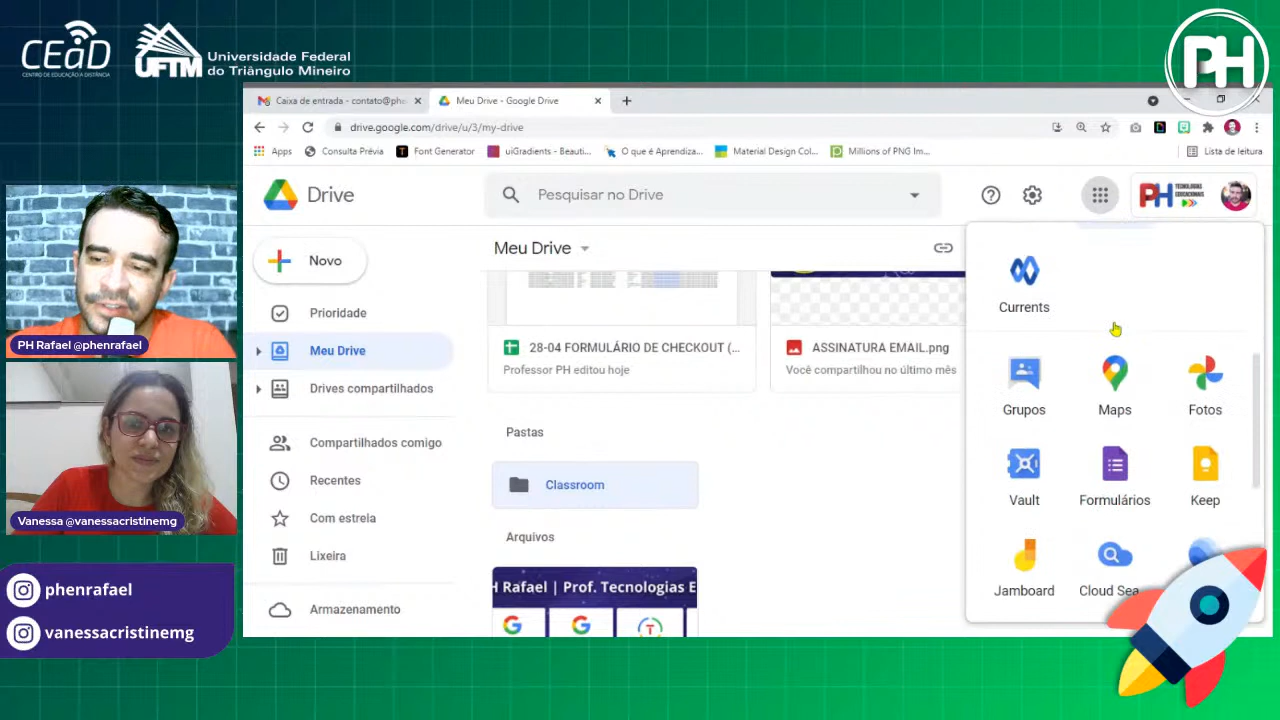 CEaD
CENTRO DE EDUCAÇÃO A DISTÂNCIA
UFTM
Universidade Federal
do Triângulo Mineiro
PH
Caixa de entrada - contato@ph
Meu Drive - Google Drive
drive.google.com/drive/u/3/my-drive
Apps
Consulta Prévia
Font Generator
uiGradients - Beauti...
O que é Aprendiza...
Material Design Col...
Millions of PNG Im...
Lista de leitura
Drive
Pesquisar no Drive
PH TECNOLOGIAS
EDUCACIONAIS
Novo
Meu Drive
Prioridade
Meu Drive
Drives compartilhados
Compartilhados comigo
Recentes
Com estreia
Lixeira
Armazenamento
28-04 FORMULÁRIO DE CHECKOUT (...
Professor PH editou hoje
ASSINATURA EMAIL.png
Você compartilhou no último mês
Pastas
Classroom
Arquivos
H Rafael | Prof. Tecnologias E
Currents
Grupos
Maps
Fotos
Vault
Formulários
Keep
Jamboard
Cloud Sea
PH Rafael @phenrafael
Vanessa @vanessacristinemg
phenrafael
vanessacristinemg